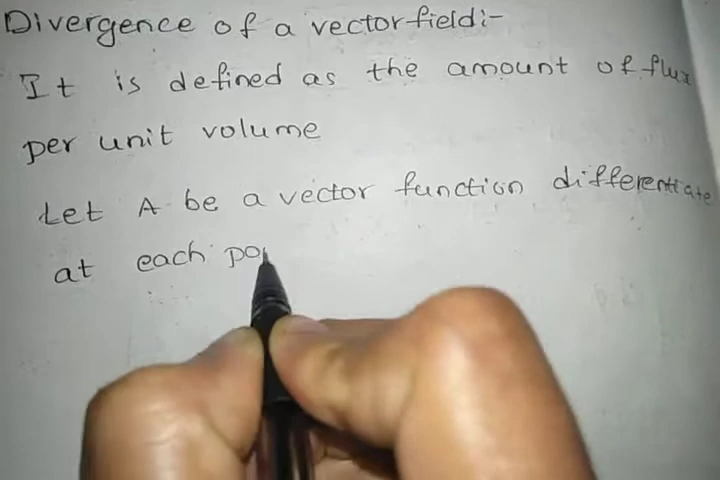 Divergence of a vector field:-
It is defined as the amount of flux
per unit volume
Let A be a vector function differentiate
at each poi